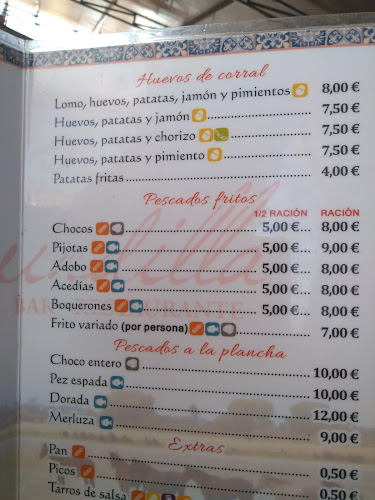 Huevos de corral
Lomo, huevos, patatas, jamón y pimientos 8,00 €
Huevos, patatas y jamón 7,50 €
Huevos, patatas y chorizo 7,50 €
Huevos, patatas y pimiento 7,50 €
Patatas fritas 4,00 €
Pescados fritos
1/2 RACIÓN RACIÓN
Chocos 5,00 € 8,00 €
Pijotas 5,00 € 9,00 €
Adobo 5,00 € 8,00 €
Acedías 5,00 € 8,00 €
Boquerones 5,00 € 8,00 €
Frito variado (por persona) 7,00 €
Pescados a la plancha
Choco entero 10,00 €
Pez espada 10,00 €
Dorada 12,00 €
Merluza 9,00 €
Extras
Pan 0,50 €
Picos 0,50 €
Tarros de salsa